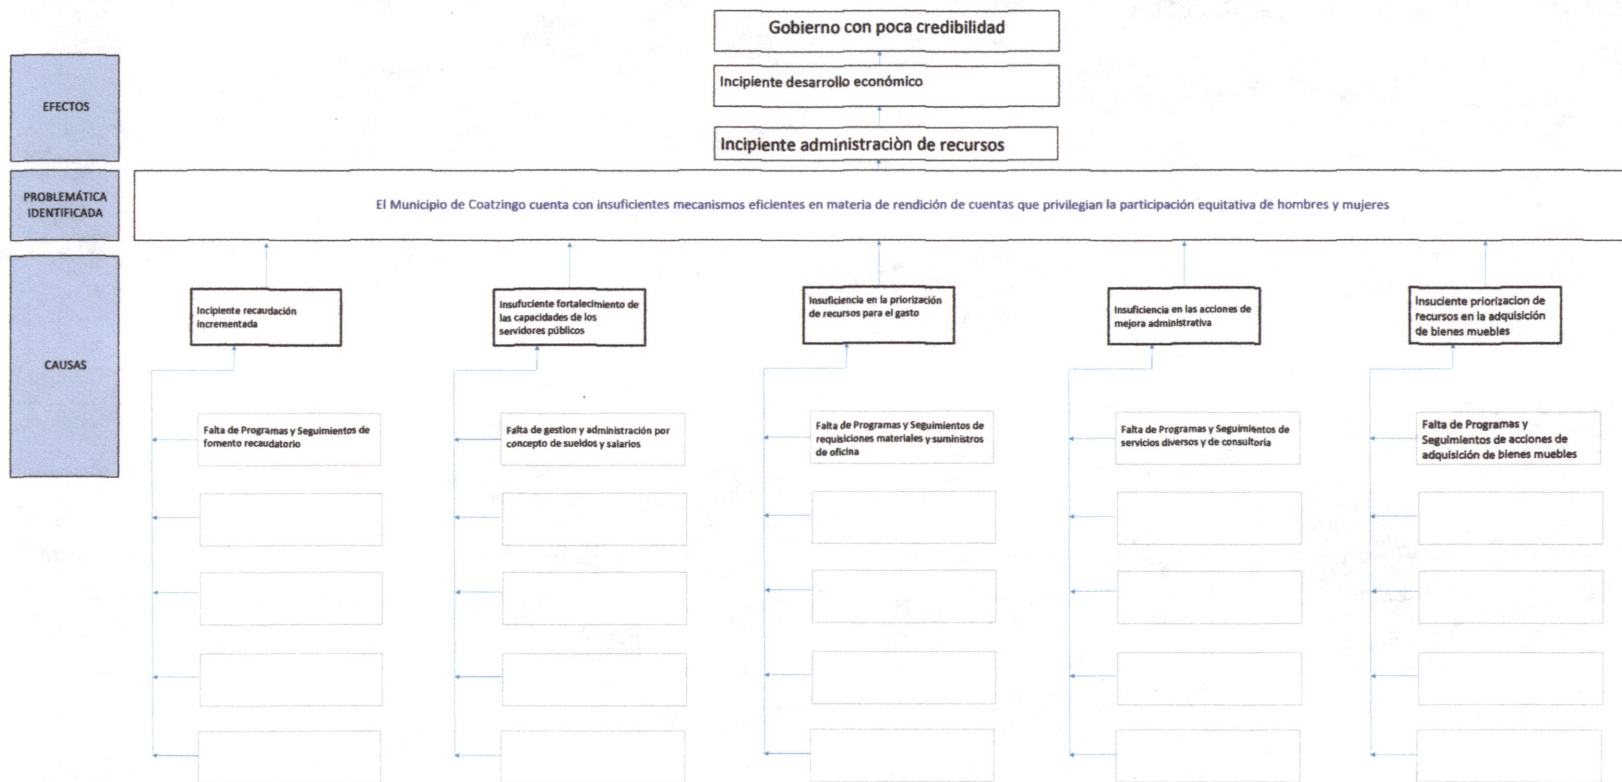 Gobierno con poca credibilidad
EFECTOS
Incipiente desarrollo económico
Incipiente administraciòn de recursos
PROBLEMÁTICA
IDENTIFICADA
El Municipio de Coatzingo cuenta con insuficientes mecanismos eficientes en materia de rendición de cuentas que privilegian la participación equitativa de hombres y mujeres
CAUSAS
Incipiente recaudación
incrementada
Insufuciente fortalecimiento de
las capacidades de los
servidores públicos
Insuficiencia en la priorización
de recursos para el gasto
Insuficiencia en las acciones de
mejora administrativa
Insuciente priorizacion de
recursos en la adquisición
de bienes muebles
Falta de Programas y Seguimientos de
fomento recaudatorio
Falta de gestion y administración por
concepto de sueldos y salarios
Falta de Programas y Seguimientos de
requisiciones materiales y suministros
de oficina
Falta de Programas y Seguimientos de
servicios diversos y de consultoria
Falta de Programas y
Seguimientos de acciones de
adquisición de bienes muebles